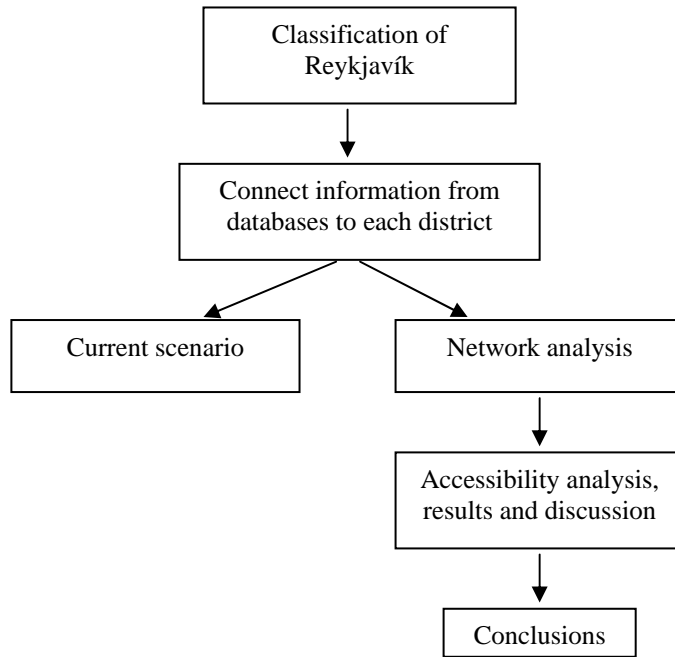 Classification of
Reykjavík
Connect information from
databases to each district
Current scenario
Network analysis
Accessibility analysis,
results and discussion
Conclusions